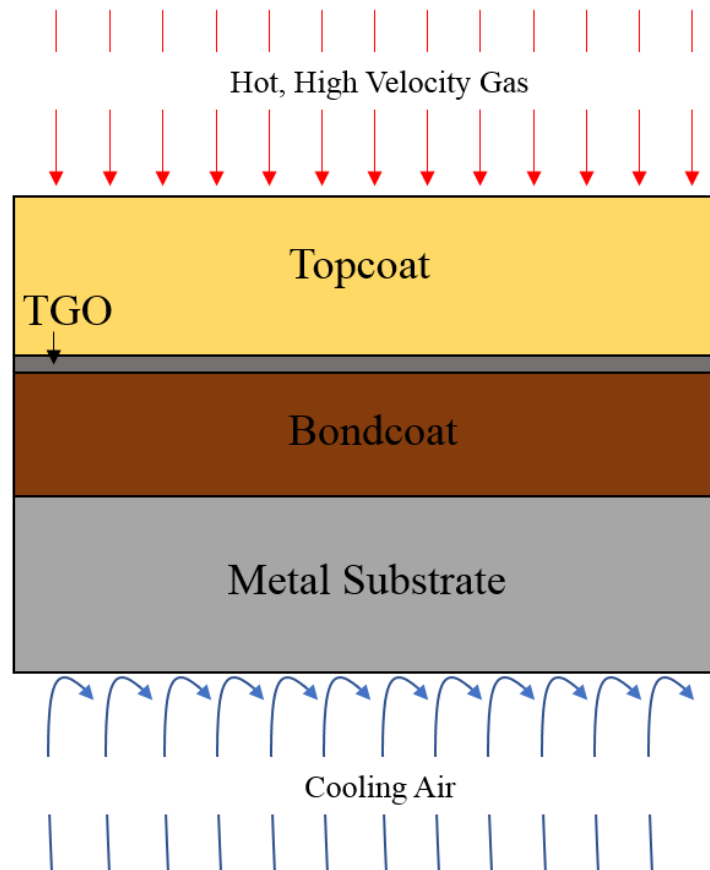 Hot, High Velocity Gas
Topcoat
TGO
Bondcoat
Metal Substrate
Cooling Air